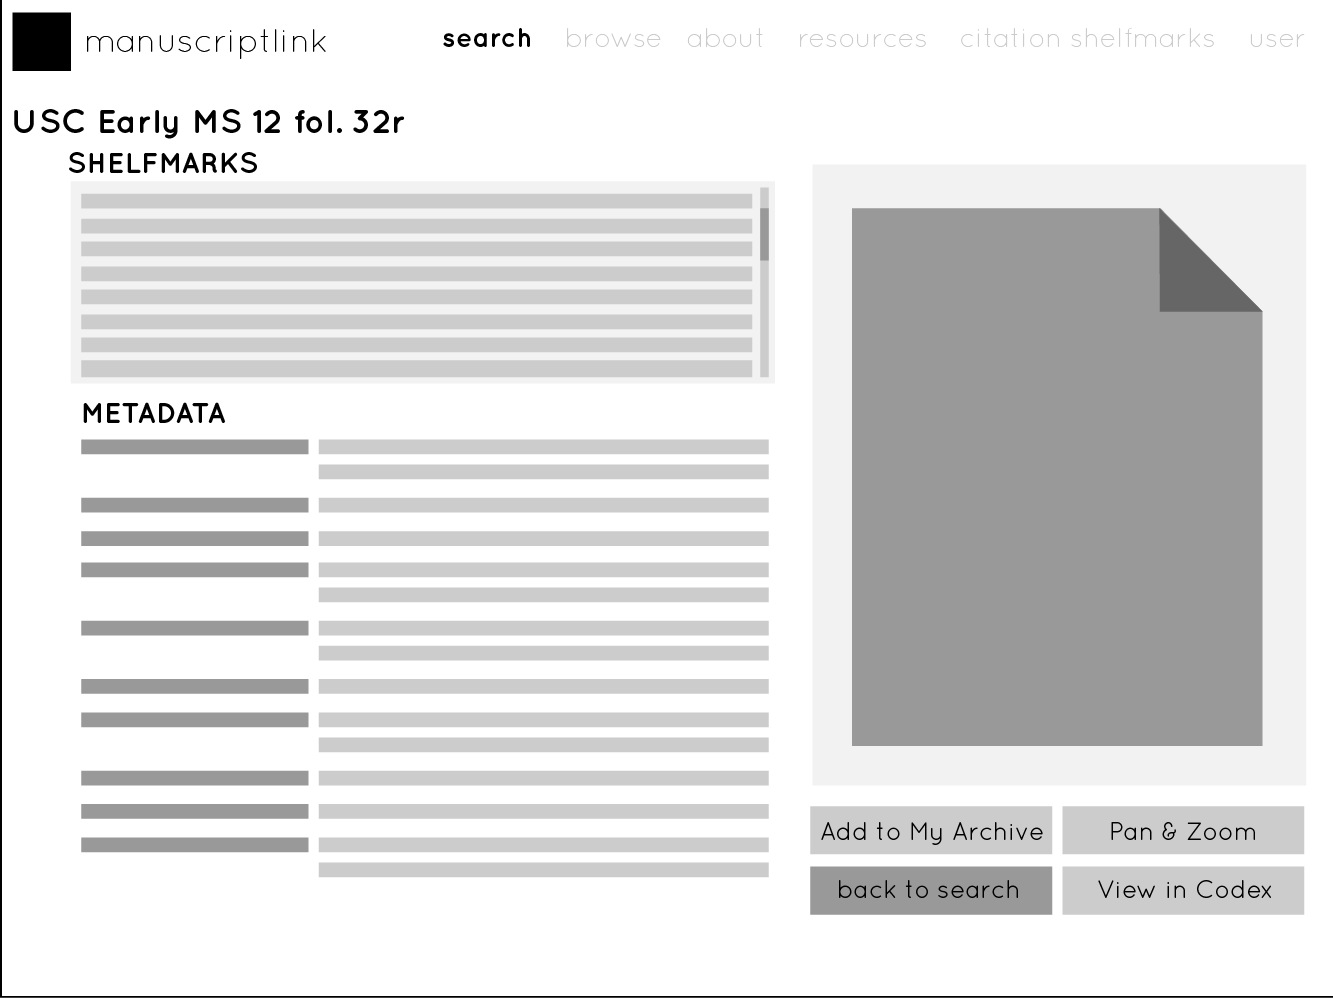 manuscriptlink
search browse about resources citation shelfmarks user
USC Early MS 12 fol. 32r
SHELFMARKS
METADATA
Add to My Archive
Pan & Zoom
back to search
View in Codex